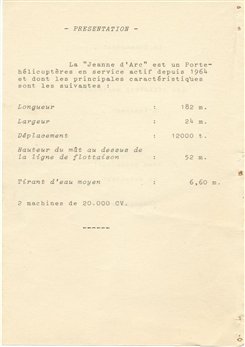 - PRESENTATION -
La "Jeanne d'Arc" est un Porte-
hélicoptères en service actif depuis 1964
et dont les principales caractéristiques
sont les suivantes :
Longueur : 182 m.
Largeur : 24 m.
Déplacement : 12000 t.
Hauteur du mât au dessus de
la ligne de flottaison : 52 m.
Tirant d'eau moyen : 6,60 m.
2 machines de 20.000 CV.
------